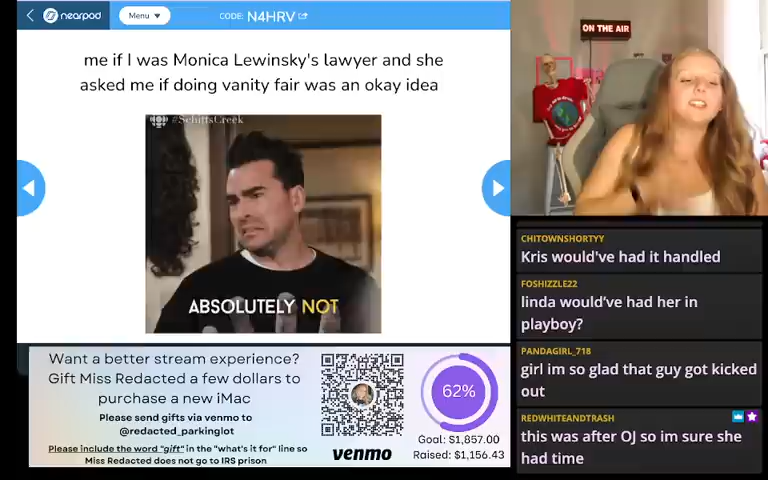 nearpod
Menu
CODE: N4HRV
ON THE AIR
me if I was Monica Lewinsky's lawyer and she
asked me if doing vanity fair was an okay idea
#SchittsCreek
ABSOLUTELY NOT
CHITOWNSHORTYY
Kris would've had it handled
FOSHIZZLE22
linda would've had her in
playboy?
PANDAGIRL_718
girl im so glad that guy got kicked
out
REDWHITEANDTRASH
this was after OJ so im sure she
had time
Want a better stream experience?
Gift Miss Redacted a few dollars to
purchase a new iMac
Please send gifts via venmo to
@redacted_parkinglot
Please include the word "gift" in the "what's it for" line so
Miss Redacted does not go to IRS prison
venmo
62%
Goal: $1,857.00
Raised: $1,156.43